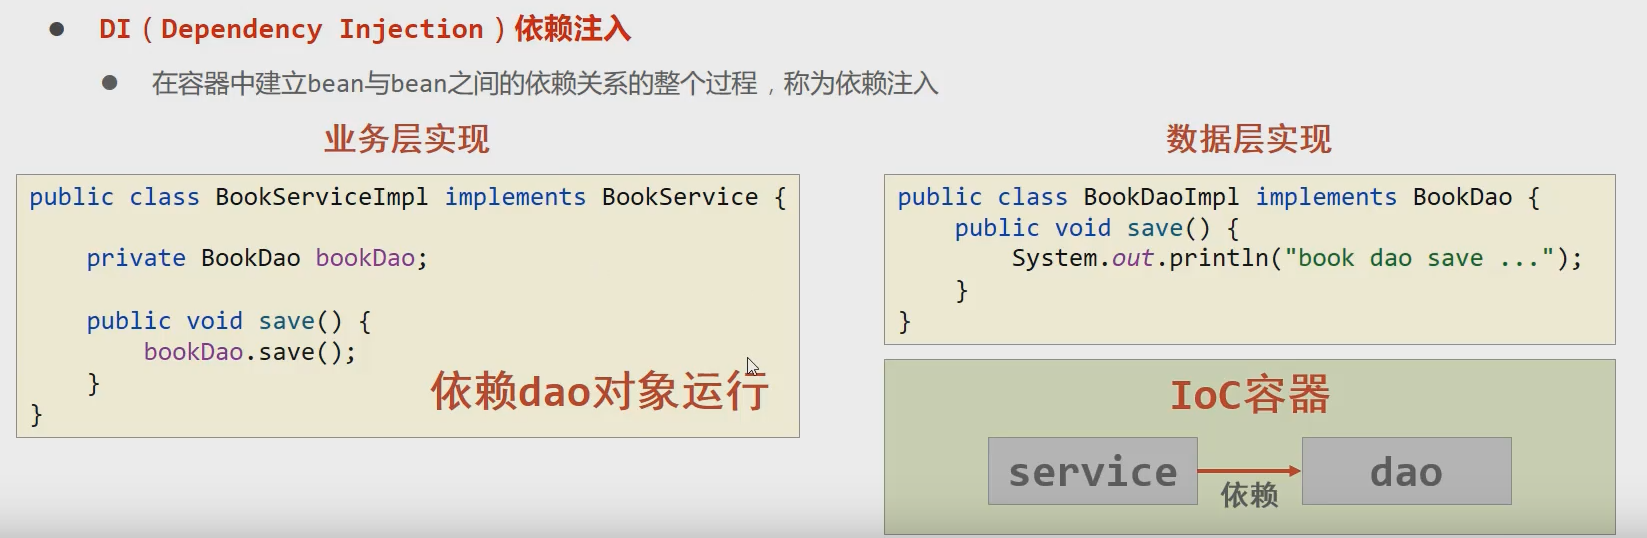 DI（Dependency Injection）依赖注入
在容器中建立bean与bean之间的依赖关系的整个过程，称为依赖注入
业务层实现
public class BookServiceImpl implements BookService {
private BookDao bookDao;
public void save() {
bookDao.save();
}
}
依赖dao对象运行
数据层实现
public class BookDaoImpl implements BookDao {
public void save() {
System.out.println("book dao save ...");
}
}
IoC容器
service
依赖
dao